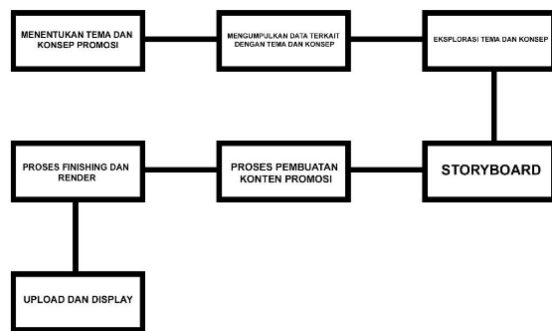 MENENTUKAN TEMA DAN
KONSEP PROMOSI
MENGUMPULKAN DATA TERKAIT
DENGAN TEMA DAN KONSEP
EKSPLORASI TEMA DAN KONSEP
STORYBOARD
PROSES PEMBUATAN
KONTEN PROMOSI
PROSES FINISHING DAN
RENDER
UPLOAD DAN DISPLAY